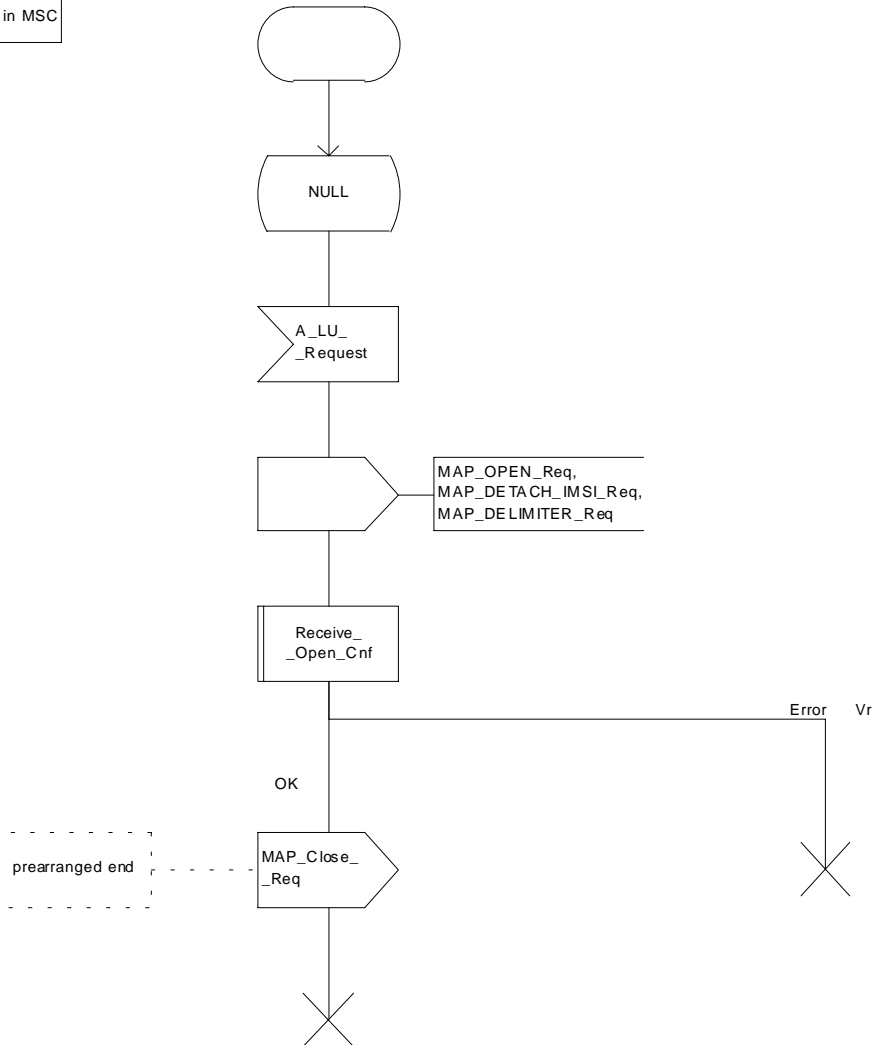 in MSC
NULL
A_LU_
_Request
MAP_OPEN_Req,
MAP_DETACH_IMSI_Req,
MAP_DELIMITER_Req
Receive_
_Open_Cnf
Error Vr
OK
prearranged end
MAP_Close_
_Req